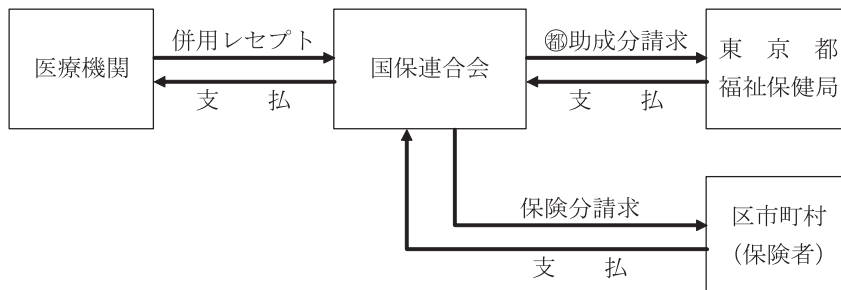 併用レセプト
医療機関
支　払
国保連合会
㊩助成分請求
支　払
東　京　都
福祉保健局
保険分請求
支　払
区市町村
（保険者）